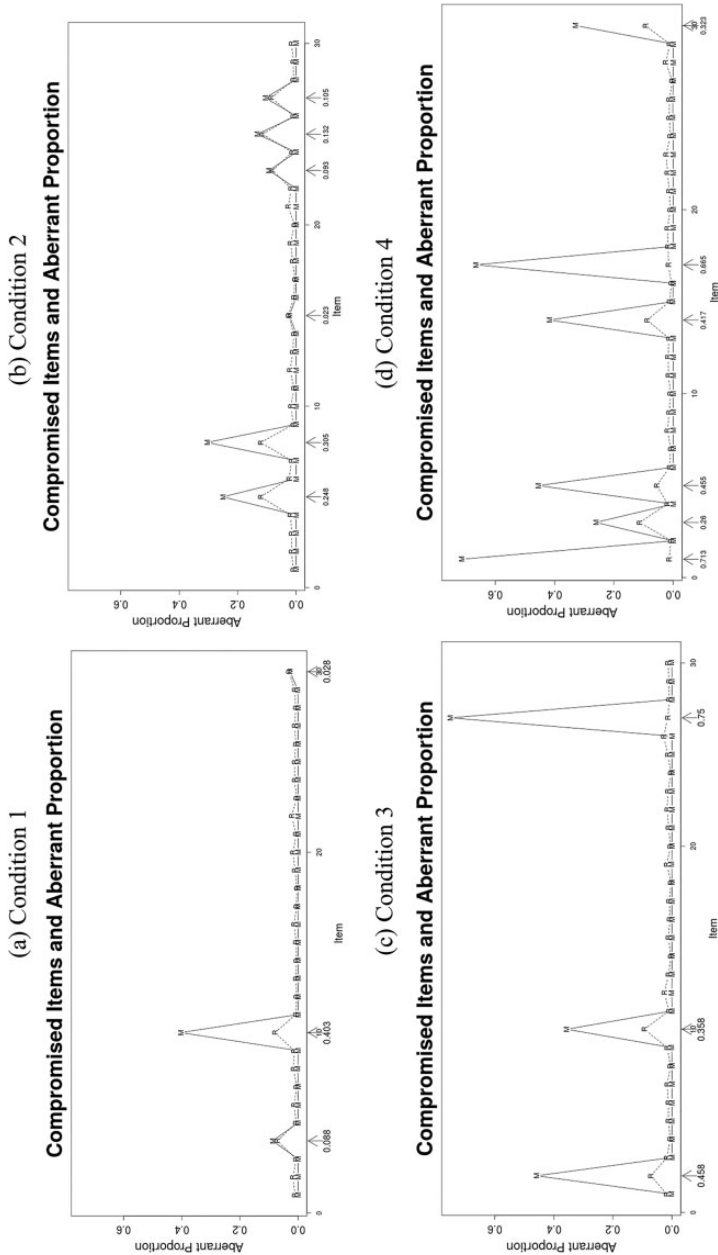 (a) Condition 1
Compromised Items and Aberrant Proportion
Aberrant Proportion
0.6
0.4
0.2
0.0
0 10 20 30
0.088 0.403 0.028
Item
(b) Condition 2
Compromised Items and Aberrant Proportion
Aberrant Proportion
0.6
0.4
0.2
0.0
0 10 20 30
0.248 0.305 0.023 0.093 0.132 0.105
Item
(c) Condition 3
Compromised Items and Aberrant Proportion
Aberrant Proportion
0.6
0.4
0.2
0.0
0 10 20 30
0.458 0.358 0.75
Item
(d) Condition 4
Compromised Items and Aberrant Proportion
Aberrant Proportion
0.6
0.4
0.2
0.0
0 10 20 30
0.713 0.26 0.455 0.417 0.665 0.323
Item